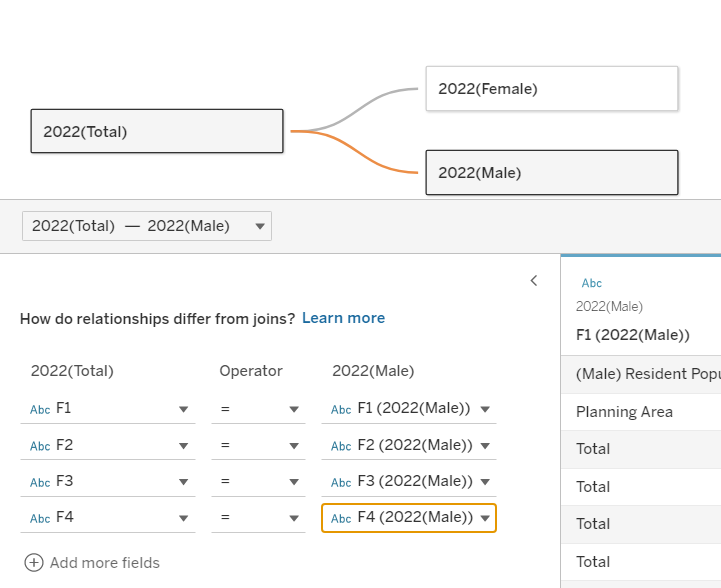 2022(Total)
2022(Female)
2022(Male)
2022(Total) — 2022(Male)
How do relationships differ from joins? Learn more
2022(Total) Operator 2022(Male)
Abc F1 = Abc F1 (2022(Male))
Abc F2 = Abc F2 (2022(Male))
Abc F3 = Abc F3 (2022(Male))
Abc F4 = Abc F4 (2022(Male))
Add more fields
Abc
2022(Male)
F1 (2022(Male))
(Male) Resident Popu
Planning Area
Total
Total
Total
Total